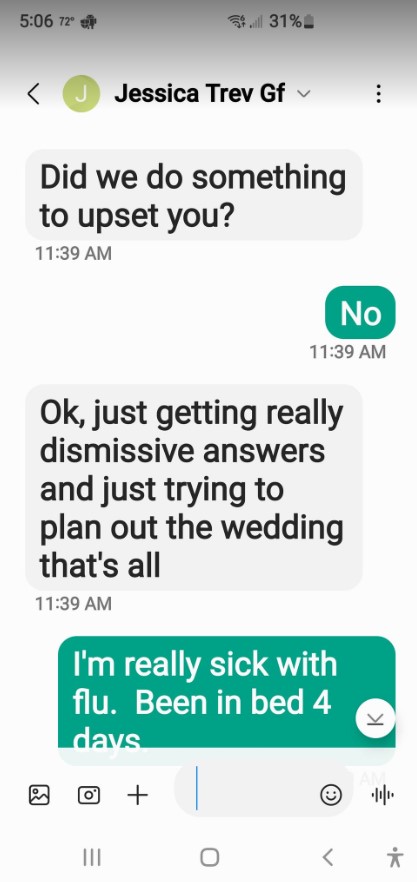 5:06 72° 31%
J Jessica Trev Gf
Did we do something
to upset you?
11:39 AM
No
11:39 AM
Ok, just getting really
dismissive answers
and just trying to
plan out the wedding
that's all
11:39 AM
I'm really sick with
flu.  Been in bed 4
days.
AM